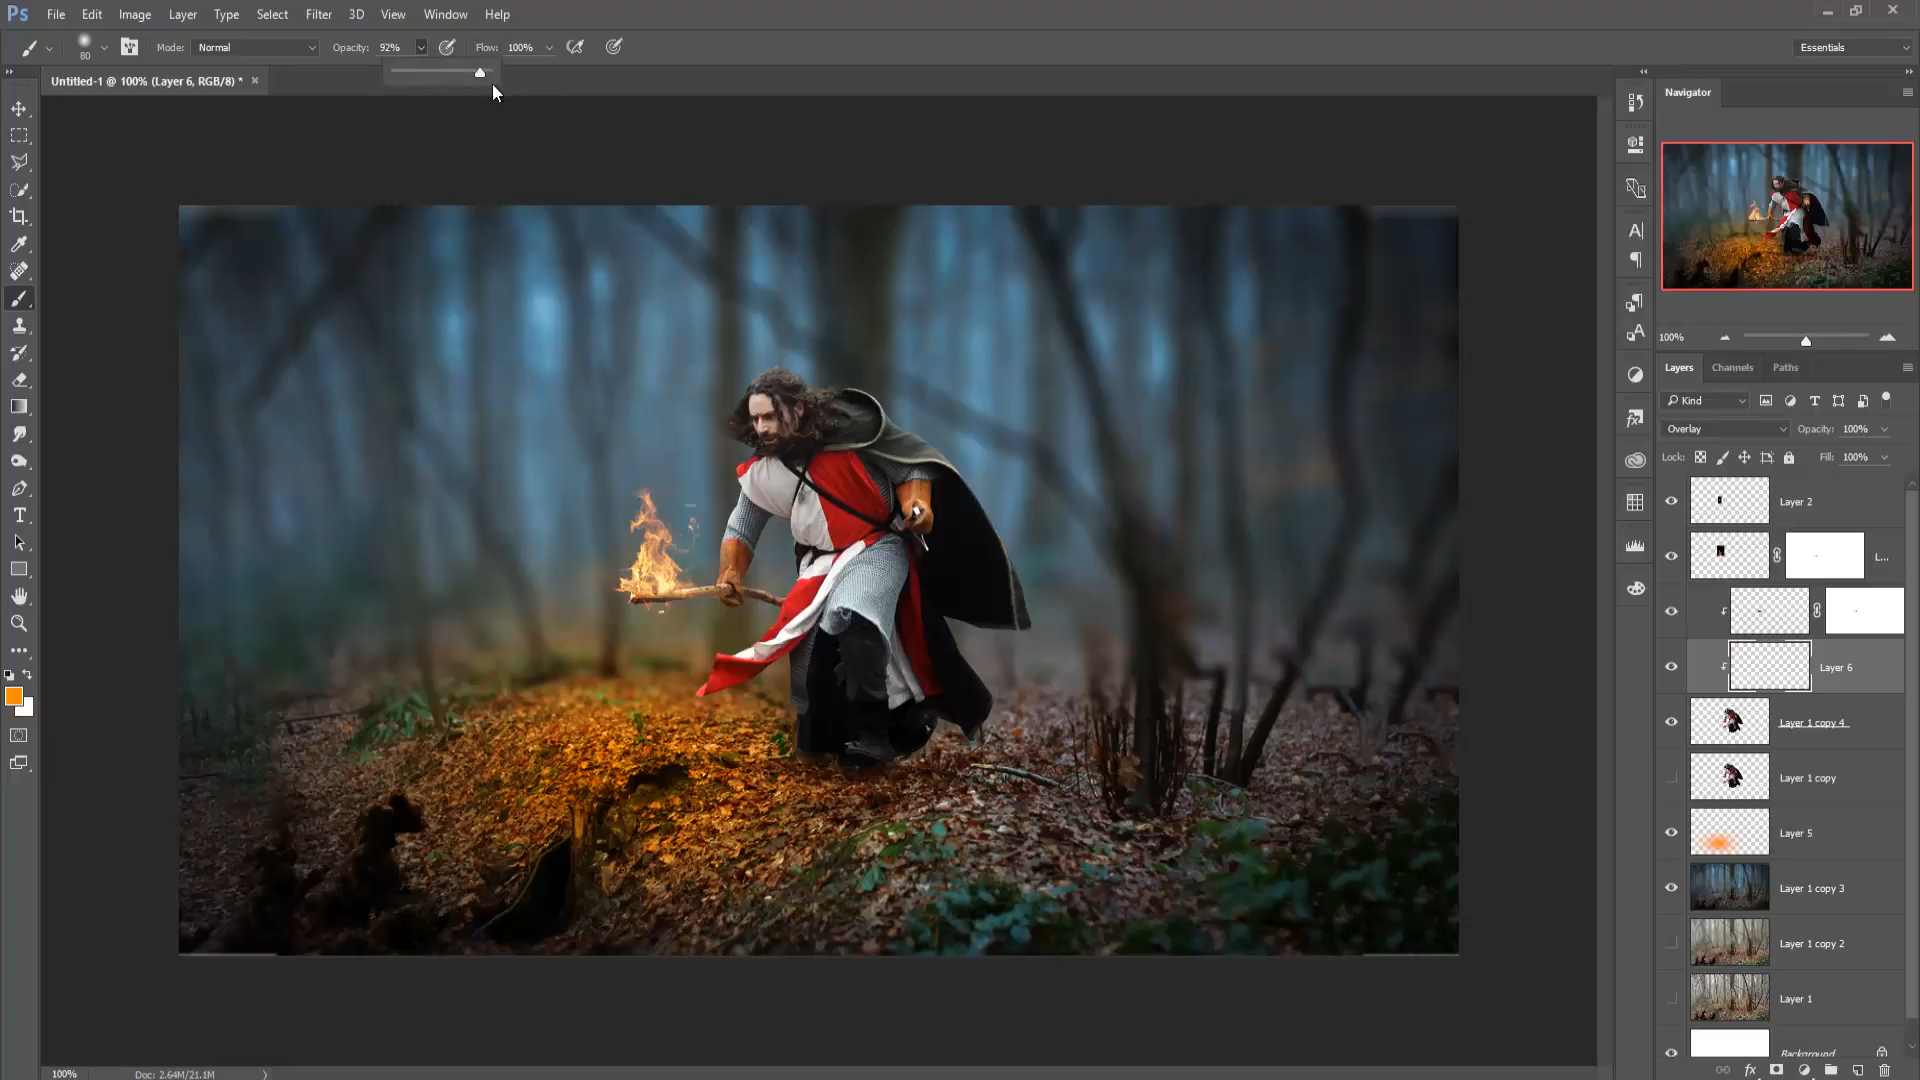 Ps File Edit Image Layer Type Select Filter 3D View Window Help
80 Mode: Normal Opacity: 92% Flow: 100% Essentials
Untitled-1 @ 100% (Layer 6, RGB/8) *
Navigator
100%
Layers Channels Paths
Kind
Overlay Opacity: 100%
Lock: Fill: 100%
Layer 2
L...
Layer 6
Layer 1 copy 4
Layer 1 copy
Layer 5
Layer 1 copy 3
Layer 1 copy 2
Layer 1
Background
100% Doc: 2.64M/21.1M